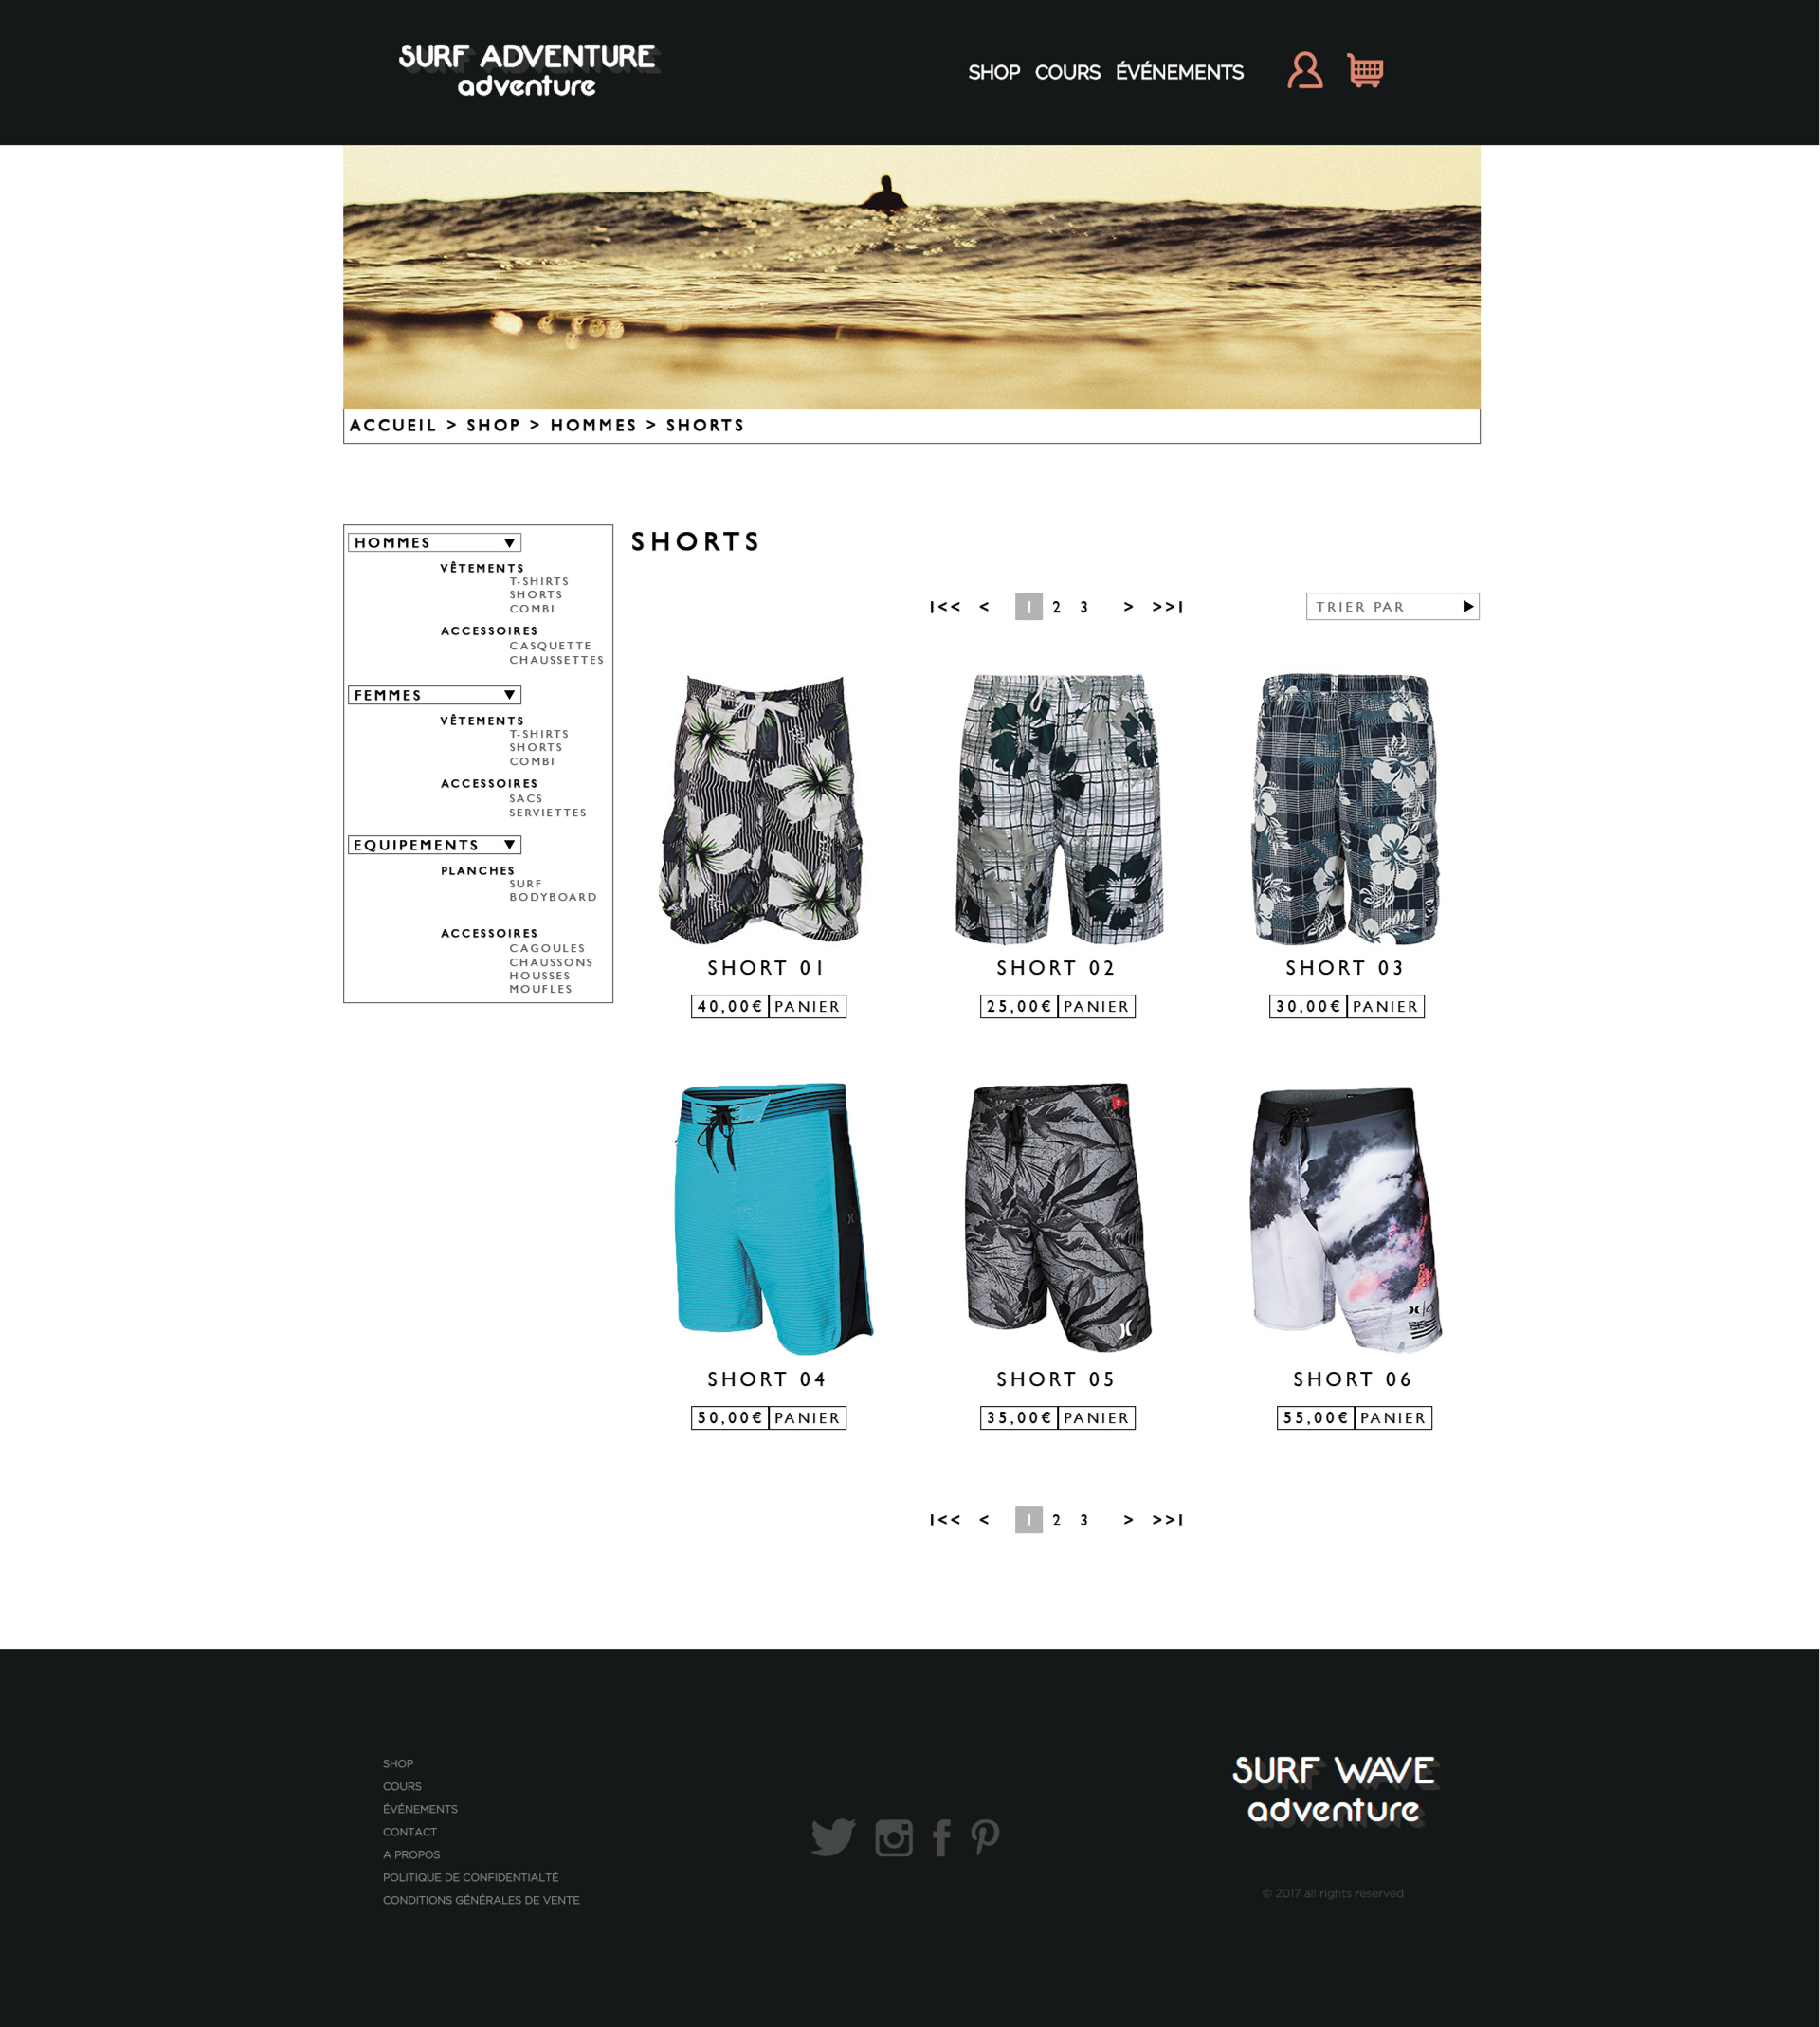 SURF ADVENTURE
adventure
SHOP COURS ÉVÉNEMENTS
ACCUEIL > SHOP > HOMMES > SHORTS
HOMMES
VÊTEMENTS
T-SHIRTS
SHORTS
COMBI
ACCESSOIRES
CASQUETTE
CHAUSSETTES
FEMMES
VÊTEMENTS
T-SHIRTS
SHORTS
COMBI
ACCESSOIRES
SACS
SERVIETTES
EQUIPEMENTS
PLANCHES
SURF
BODYBOARD
ACCESSOIRES
CAGOULES
CHAUSSONS
HOUSSES
MOUFLES
SHORTS
I<< < 1 2 3 > >>I
TRIER PAR
SHORT 01
40,00€ PANIER
SHORT 02
25,00€ PANIER
SHORT 03
30,00€ PANIER
SHORT 04
50,00€ PANIER
SHORT 05
35,00€ PANIER
SHORT 06
55,00€ PANIER
I<< < 1 2 3 > >>I
SHOP
COURS
ÉVÉNEMENTS
CONTACT
A PROPOS
POLITIQUE DE CONFIDENTIALTÉ
CONDITIONS GÉNÉRALES DE VENTE
SURF WAVE
adventure
© 2017 all rights reserved